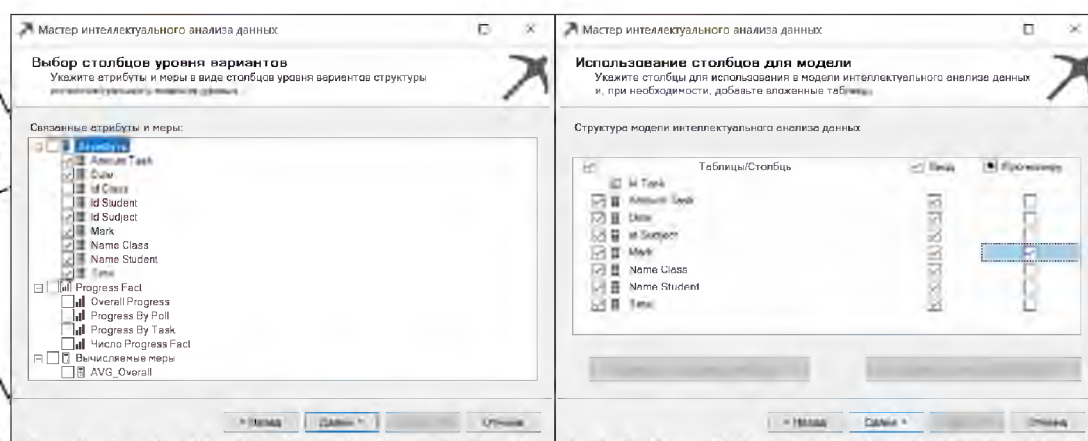 Мастер интеллектуального анализа данных
Выбор столбцов уровня вариантов
Укажите атрибуты и меры в виде столбцов уровня вариантов структуры
Связанные атрибуты и меры:
Атрибуты
Amount Task
Date
Id Class
Id Student
Id Sudject
Mark
Name Class
Name Student
Time
Progress Fact
Overall Progress
Progress By Poll
Progress By Task
Число Progress Fact
Вычисляемые меры
AVG_Overall
< Назад
Далее >
Отмена
Мастер интеллектуального анализа данных
Использование столбцов для модели
Укажите столбцы для использования в модели интеллектуального анализа данных
и, при необходимости, добавьте вложенные таблицы.
Структура модели интеллектуального анализа данных
Таблицы/Столбць
Ввод
Id Task
Amount Task
Date
Id Sudject
Mark
Name Class
Name Student
Time
< Назад
Далее >
Отмена